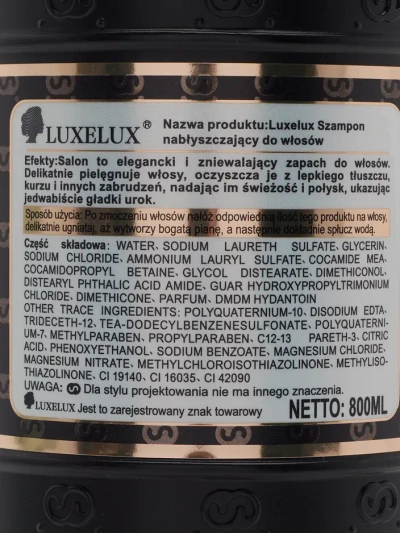 LUXELUX® Nazwa produktu:Luxelux Szampon
nabłyszczający do włosów
Efekty:Salon to elegancki i zniewalający zapach do włosów.
Delikatnie pielęgnuje włosy, oczyszcza je z lepkiego tłuszczu,
kurzu i innych zabrudzeń, nadając im świeżość i połysk, ukazując
jedwabiście gładki urok.
Sposób użycia: Po zmoczeniu włosów nałóż odpowiednią ilość tego produktu na włosy,
delikatnie ugniataj, aż wytworzy bogatą pianę, a następnie dokładnie spłucz wodą.
Część składowa: WATER, SODIUM LAURETH SULFATE, GLYCERIN,
SODIUM CHLORIDE, AMMONIUM LAURYL SULFATE, COCAMIDE MEA,
COCAMIDOPROPYL BETAINE, GLYCOL DISTEARATE, DIMETHICONOL,
DISTEARYL PHTHALIC ACID AMIDE, GUAR HYDROXYPROPYLTRIMONIUM
CHLORIDE, DIMETHICONE, PARFUM, DMDM HYDANTOIN
OTHER TRACE INGREDIENTS: POLYQUATERNIUM-10, DISODIUM EDTA,
TRIDECETH-12, TEA-DODECYLBENZENESULFONATE, POLYQUATERNI-
UM-7, METHYLPARABEN, PROPYLPARABEN, C12-13 PARETH-3, CITRIC
ACID, PHENOXYETHANOL, SODIUM BENZOATE, MAGNESIUM CHLORIDE,
MAGNESIUM NITRATE, METHYLCHLOROISOTHIAZOLINONE, METHYLISO-
THIAZOLINONE, CI 19140, CI 16035, CI 42090
UWAGA: S Dla stylu projektowania nie ma innego znaczenia.
LUXELUX Jest to zarejestrowany znak towarowy
NETTO: 800ML